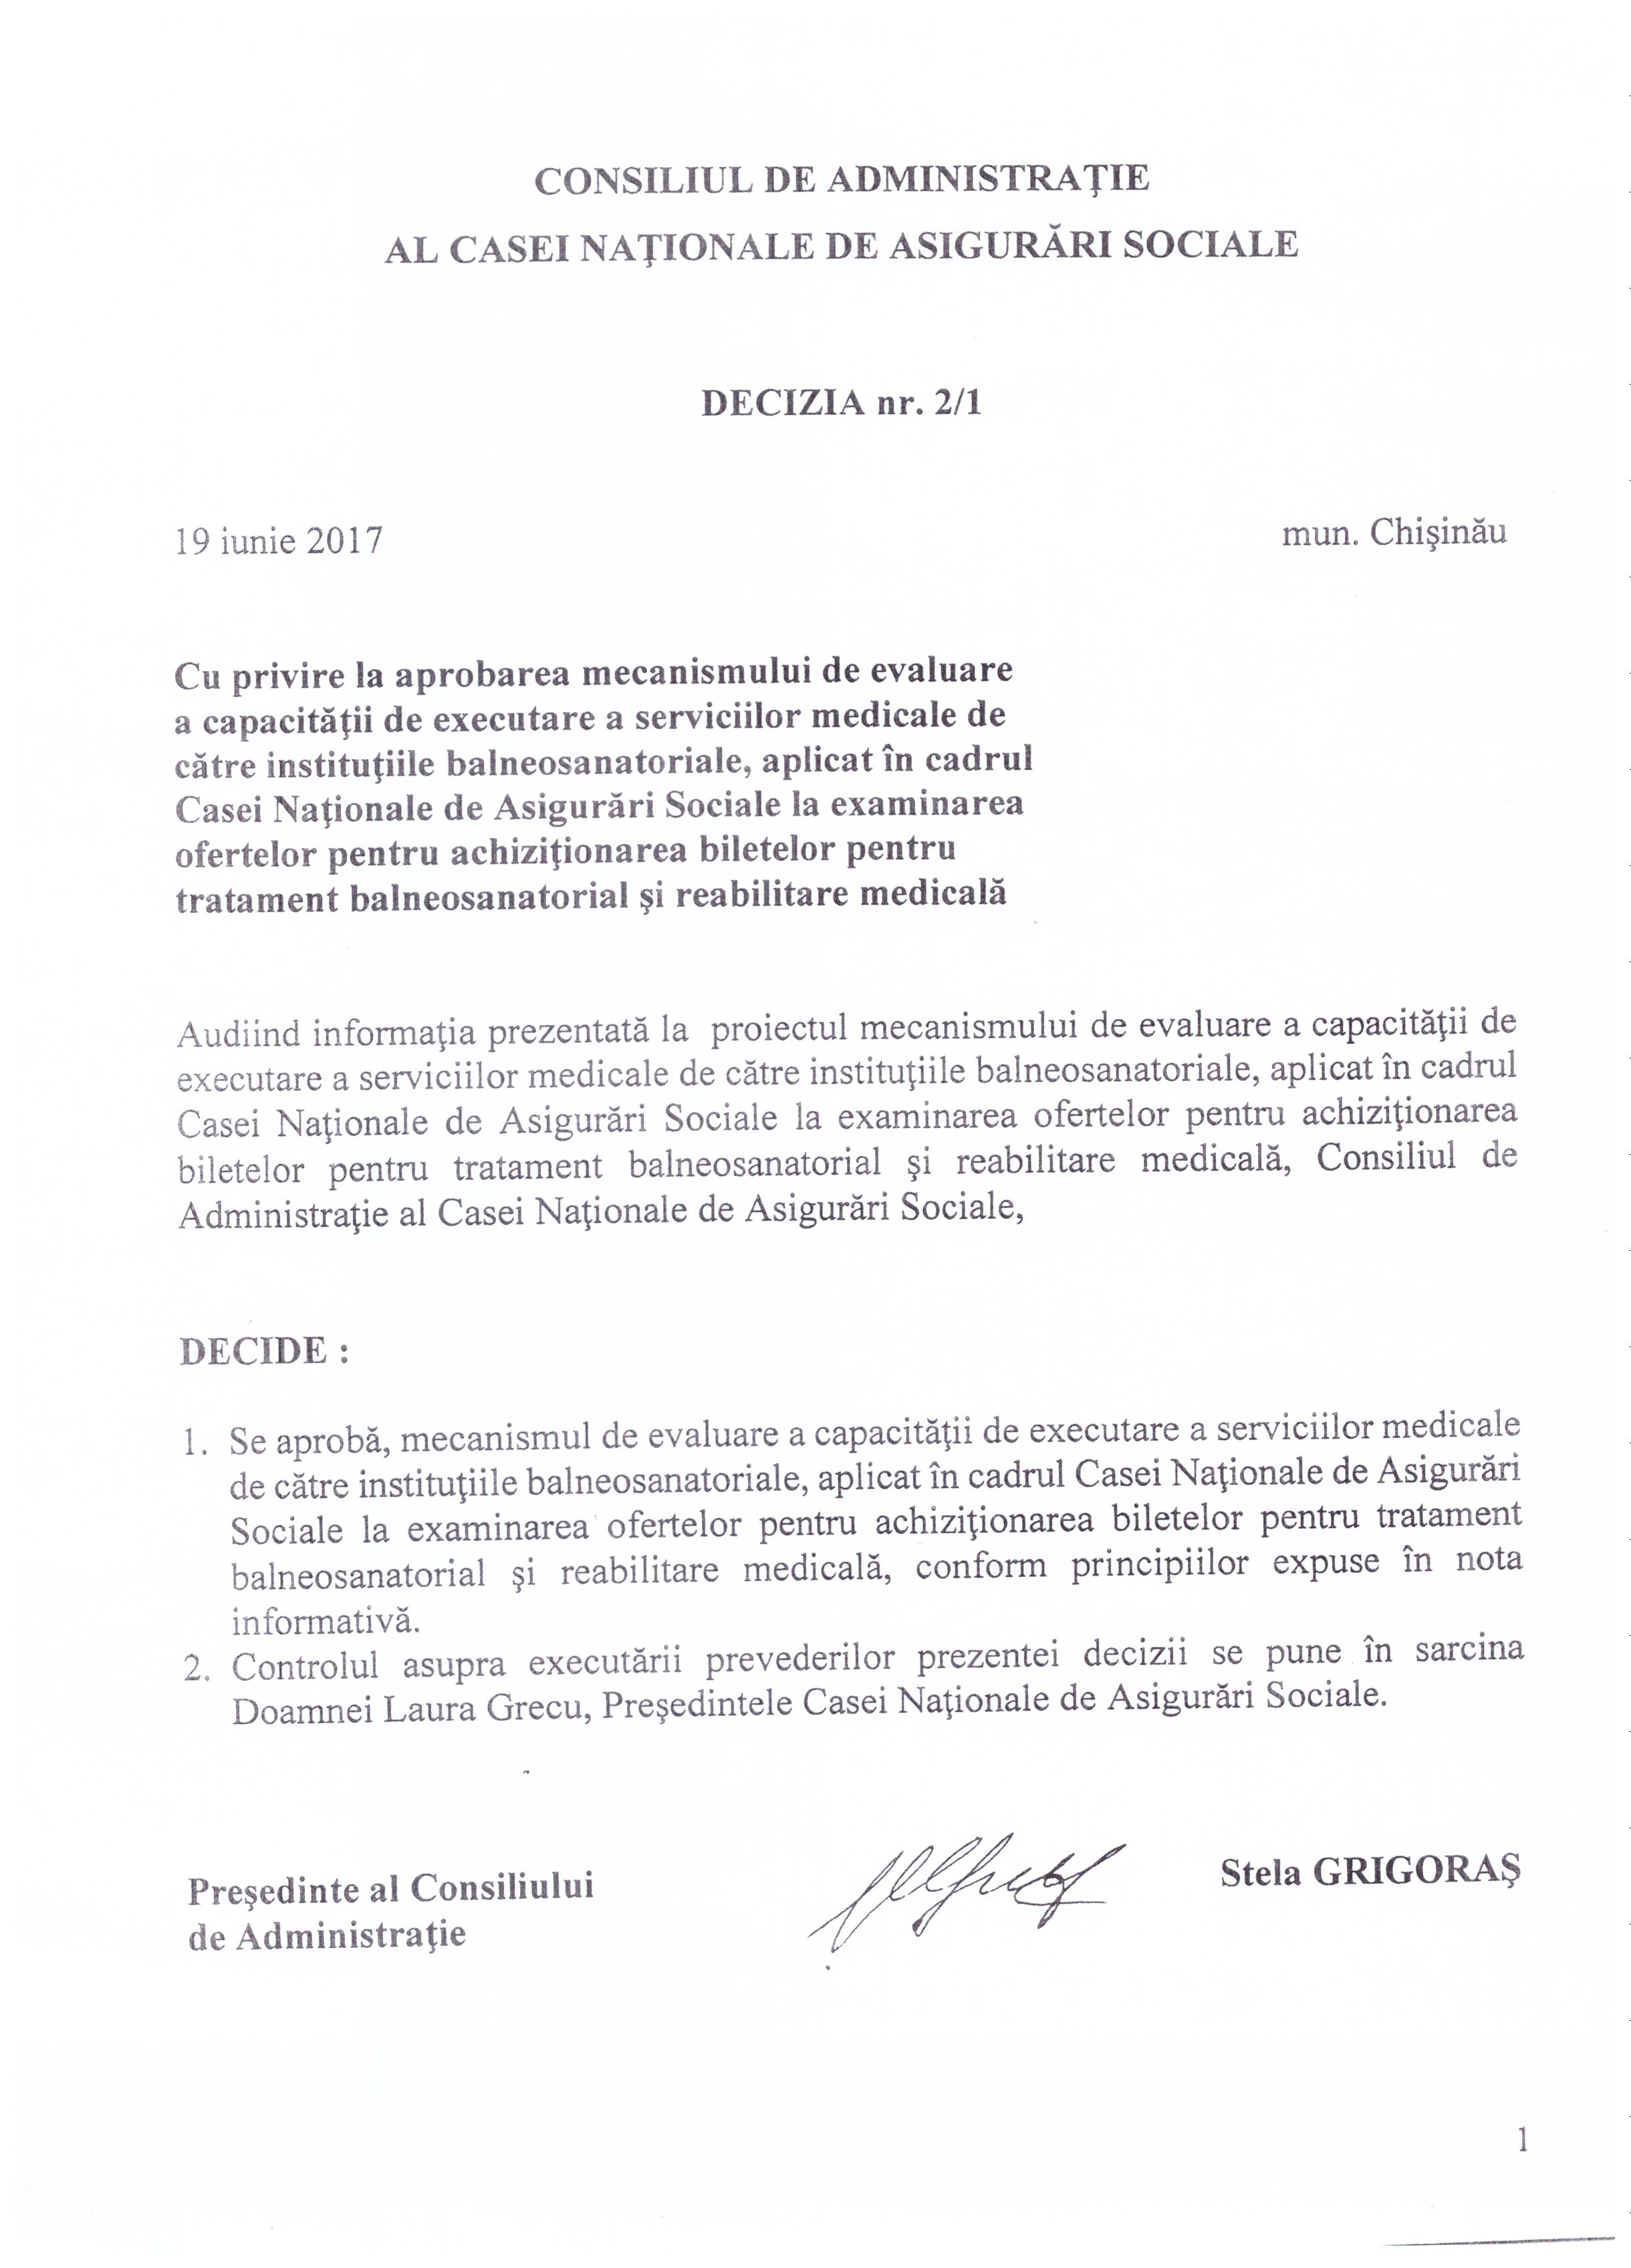 CONSILIUL DE ADMINISTRAŢIE
AL CASEI NAŢIONALE DE ASIGURĂRI SOCIALE
DECIZIA nr. 2/1
19 iunie 2017
mun. Chişinău
Cu privire la aprobarea mecanismului de evaluare
a capacităţii de executare a serviciilor medicale de
către instituţiile balneosanatoriale, aplicat în cadrul
Casei Naţionale de Asigurări Sociale la examinarea
ofertelor pentru achiziţionarea biletelor pentru
tratament balneosanatorial şi reabilitare medicală
Audiind informaţia prezentată la proiectul mecanismului de evaluare a capacităţii de
executare a serviciilor medicale de către instituţiile balneosanatoriale, aplicat în cadrul
Casei Naţionale de Asigurări Sociale la examinarea ofertelor pentru achiziţionarea
biletelor pentru tratament balneosanatorial şi reabilitare medicală, Consiliul de
Administraţie al Casei Naţionale de Asigurări Sociale,
DECIDE :
1. Se aprobă, mecanismul de evaluare a capacităţii de executare a serviciilor medicale
de către instituţiile balneosanatoriale, aplicat în cadrul Casei Naţionale de Asigurări
Sociale la examinarea ofertelor pentru achiziţionarea biletelor pentru tratament
balneosanatorial şi reabilitare medicală, conform principiilor expuse în nota
informativă.
2. Controlul asupra executării prevederilor prezentei decizii se pune în sarcina
Doamnei Laura Grecu, Preşedintele Casei Naţionale de Asigurări Sociale.
Preşedinte al Consiliului
de Administraţie
Stela GRIGORAŞ
1